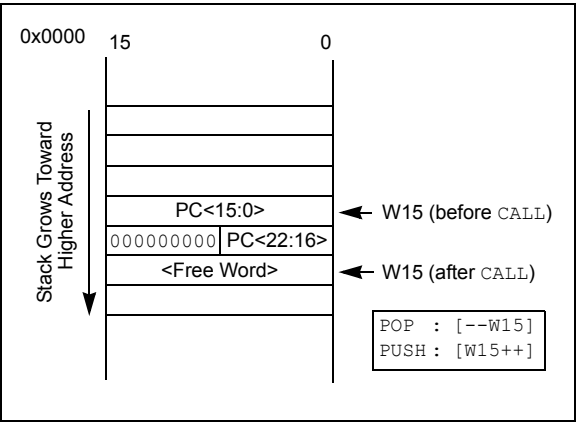 0x0000 15 0
Stack Grows Toward
Higher Address
PC<15:0> W15 (before CALL)
000000000 PC<22:16>
<Free Word> W15 (after CALL)
POP : [--W15]
PUSH : [W15++]